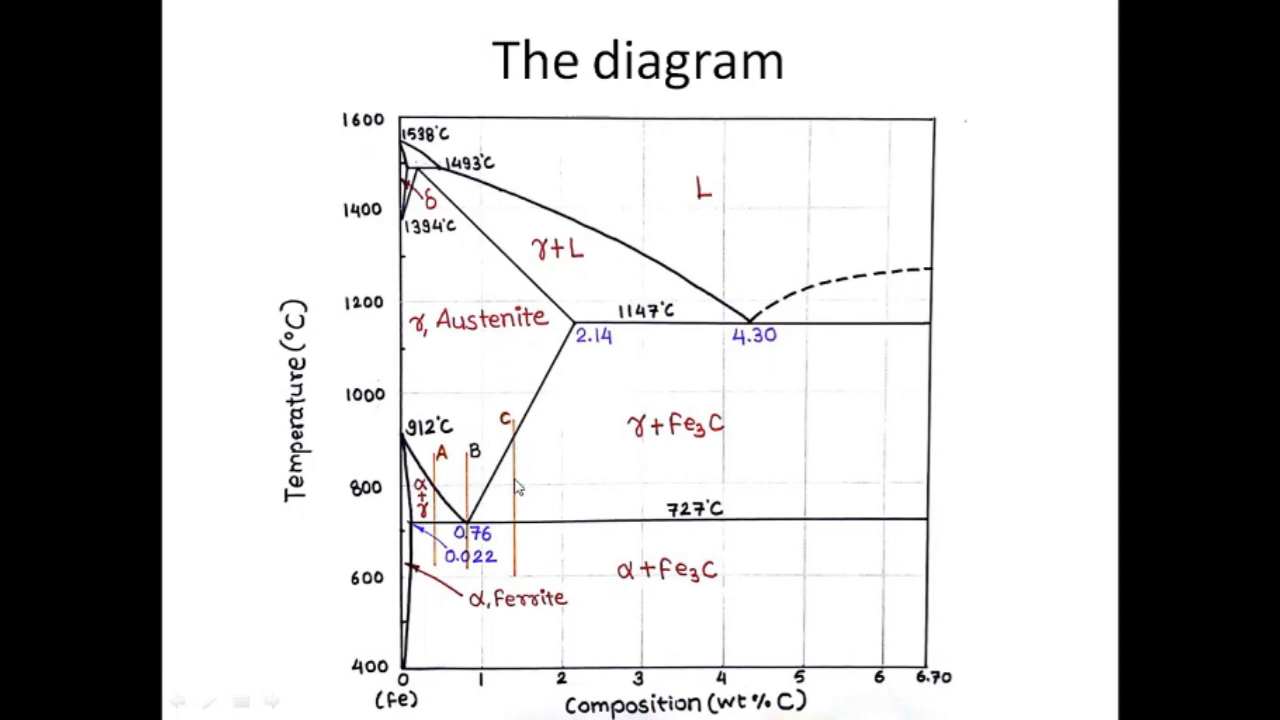 The diagram
1600
1538°C
1493°C
L
δ
1400
1394°C
γ+L
1200
1147°C
γ, Austenite
2.14
4.30
Temperature (°C)
1000
C
912°C
γ+Fe₃C
A
B
800
α
+
γ
727°C
0.76
0.022
α+Fe₃C
600
α, Ferrite
400
0
1
2
3
4
5
6
6.70
(Fe)
Composition (wt % C)